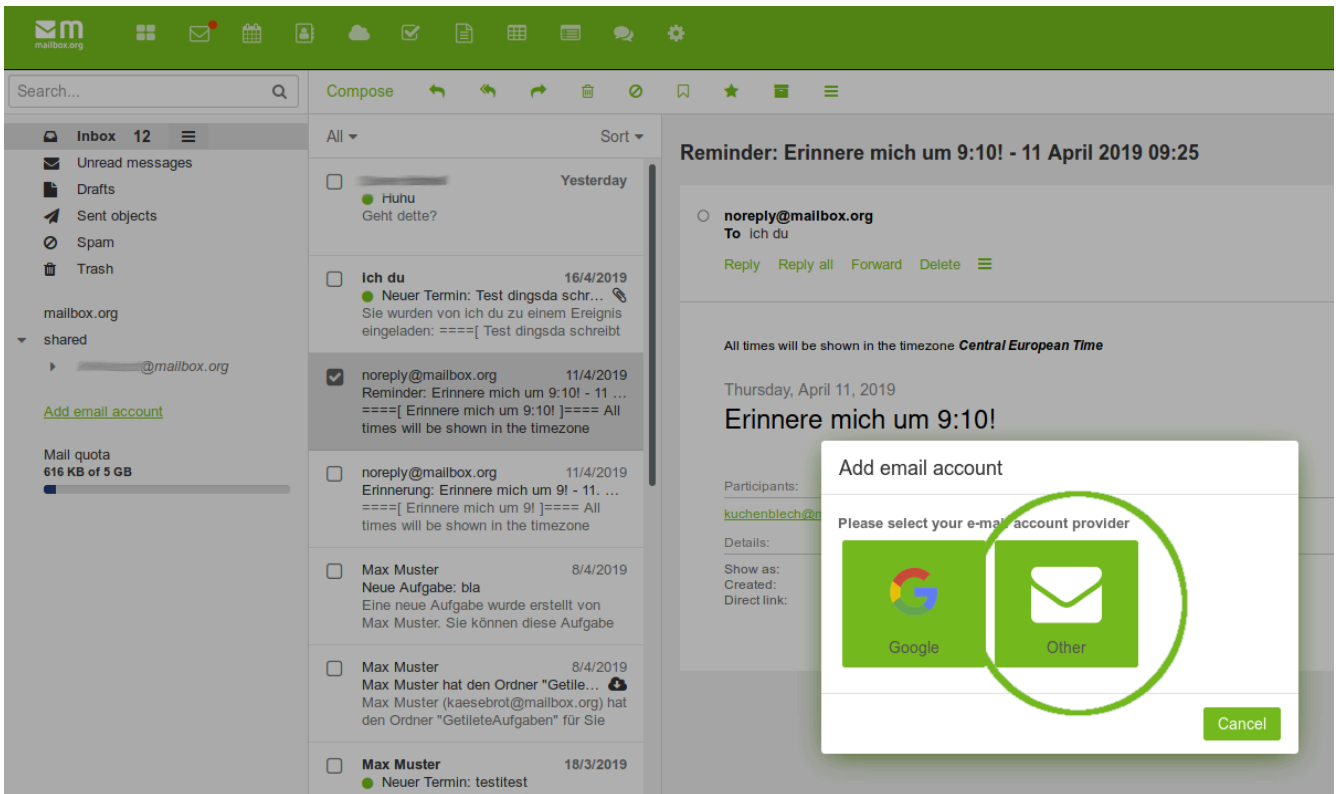 mailbox.org
Search...
Compose
Inbox 12
Unread messages
Drafts
Sent objects
Spam
Trash
mailbox.org
shared
@mailbox.org
Add email account
Mail quota
616 KB of 5 GB
All
Sort
Yesterday
Huhu
Geht dette?
ich du 16/4/2019
Neuer Termin: Test dingsda schr...
Sie wurden von ich du zu einem Ereignis
eingeladen: ====[ Test dingsda schreibt
noreply@mailbox.org 11/4/2019
Reminder: Erinnere mich um 9:10! - 11 ...
====[ Erinnere mich um 9:10! ]==== All
times will be shown in the timezone
noreply@mailbox.org 11/4/2019
Erinnerung: Erinnere mich um 9! - 11. ...
====[ Erinnere mich um 9! ]==== All
times will be shown in the timezone
Max Muster 8/4/2019
Neue Aufgabe: bla
Eine neue Aufgabe wurde erstellt von
Max Muster. Sie können diese Aufgabe
Max Muster 8/4/2019
Max Muster hat den Ordner "Getile...
Max Muster (kaesebrot@mailbox.org) hat
den Ordner "GetileteAufgaben" für Sie
Max Muster 18/3/2019
Neuer Termin: testitest
Reminder: Erinnere mich um 9:10! - 11 April 2019 09:25
noreply@mailbox.org
To ich du
Reply Reply all Forward Delete
All times will be shown in the timezone Central European Time
Thursday, April 11, 2019
Erinnere mich um 9:10!
Participants:
kuchenblech@
Details:
Show as:
Created:
Direct link:
Add email account
Please select your e-mail account provider
Google
Other
Cancel